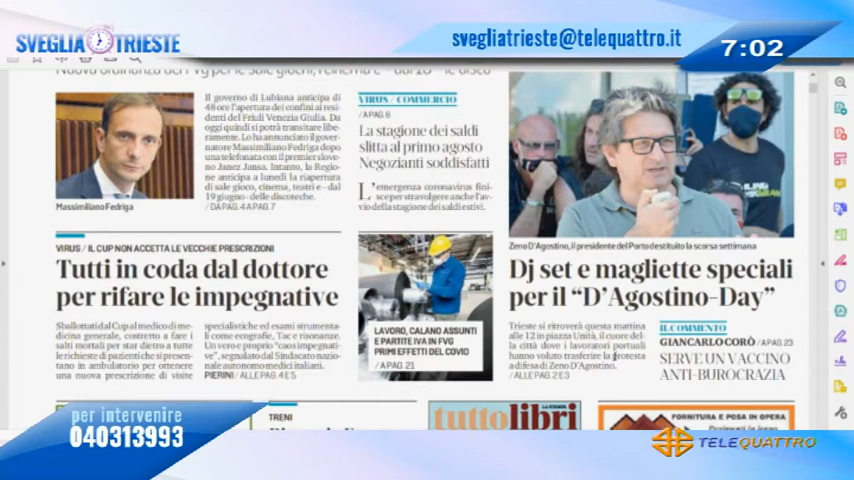 SVEGLIA TRIESTE
svegliatrieste@telequattro.it
7:02
Il governo di Lubiana anticipa di
48 ore l'apertura dei confini ai resi-
denti del Friuli Venezia Giulia. Da
oggi quindi si potrà transitare libe-
ramente. Lo ha annunciato il gover-
natore Massimiliano Fedriga dopo
una telefonata con il premier slove-
no Janez Jansa. Intanto, la Regio-
ne anticipa a lunedì la riapertura
di sale gioco, cinema, teatri e - dal
19 giugno - delle discoteche.
/ DA PAG. 4 A PAG. 7
Massimiliano Fedriga
VIRUS / COMMERCIO
/ A PAG. 6
La stagione dei saldi
slitta al primo agosto
Negozianti soddisfatti
L'emergenza coronavirus fini-
sce per stravolgere anche l'av-
vio della stagione dei saldi estivi.
Zeno D'Agostino, il presidente del Porto destituito la scorsa settimana
VIRUS / IL CUP NON ACCETTA LE VECCHIE PRESCRIZIONI
Tutti in coda dal dottore
per rifare le impegnative
Sballottati dal Cup al medico di me-
dicina generale, costretto a fare i
salti mortali per star dietro a tutte
le richieste di pazienti che si presen-
tano in ambulatorio per ottenere
una nuova prescrizione di visite
specialistiche ed esami strumenta-
li come ecografie, Tac e risonanze.
Un vero e proprio "caos impegnati-
ve", segnalato dal Sindacato nazio-
nale autonomo medici italiani.
PIERINI / ALLE PAG. 4 E 5
LAVORO, CALANO ASSUNTI
E PARTITE IVA IN FVG
PRIMI EFFETTI DEL COVID
/ A PAG. 21
Dj set e magliette speciali
per il "D'Agostino-Day"
Trieste si ritroverà questa mattina
alle 12 in piazza Unità, il cuore del-
la città dove i lavoratori portuali
hanno voluto trasferire la protesta
a difesa di Zeno D'Agostino.
/ ALLE PAG. 2 E 3
IL COMMENTO
GIANCARLO CORÒ / A PAG. 23
SERVE UN VACCINO
ANTI-BUROCRAZIA
per intervenire
040313993
TRENI
LA STAMPA
tuttolibri
FORNITURA E POSA IN OPERA
TELEQUATTRO